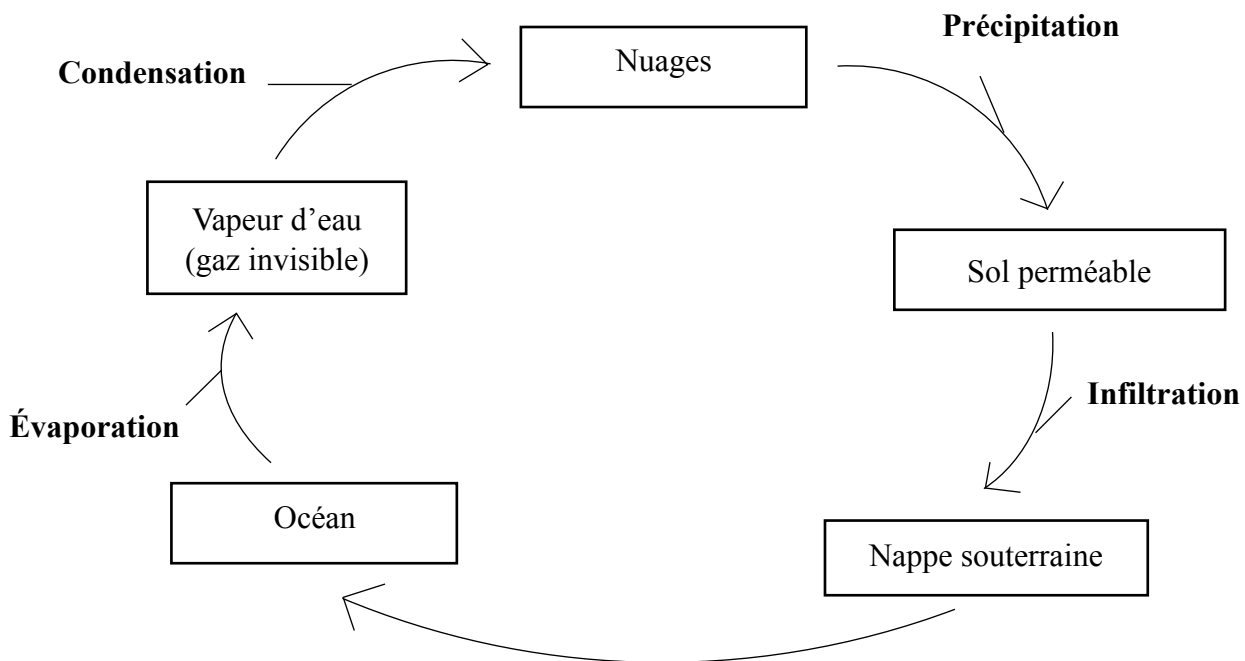 Précipitation
Condensation
Nuages
Vapeur d’eau
(gaz invisible)
Sol perméable
Infiltration
Évaporation
Océan
Nappe souterraine